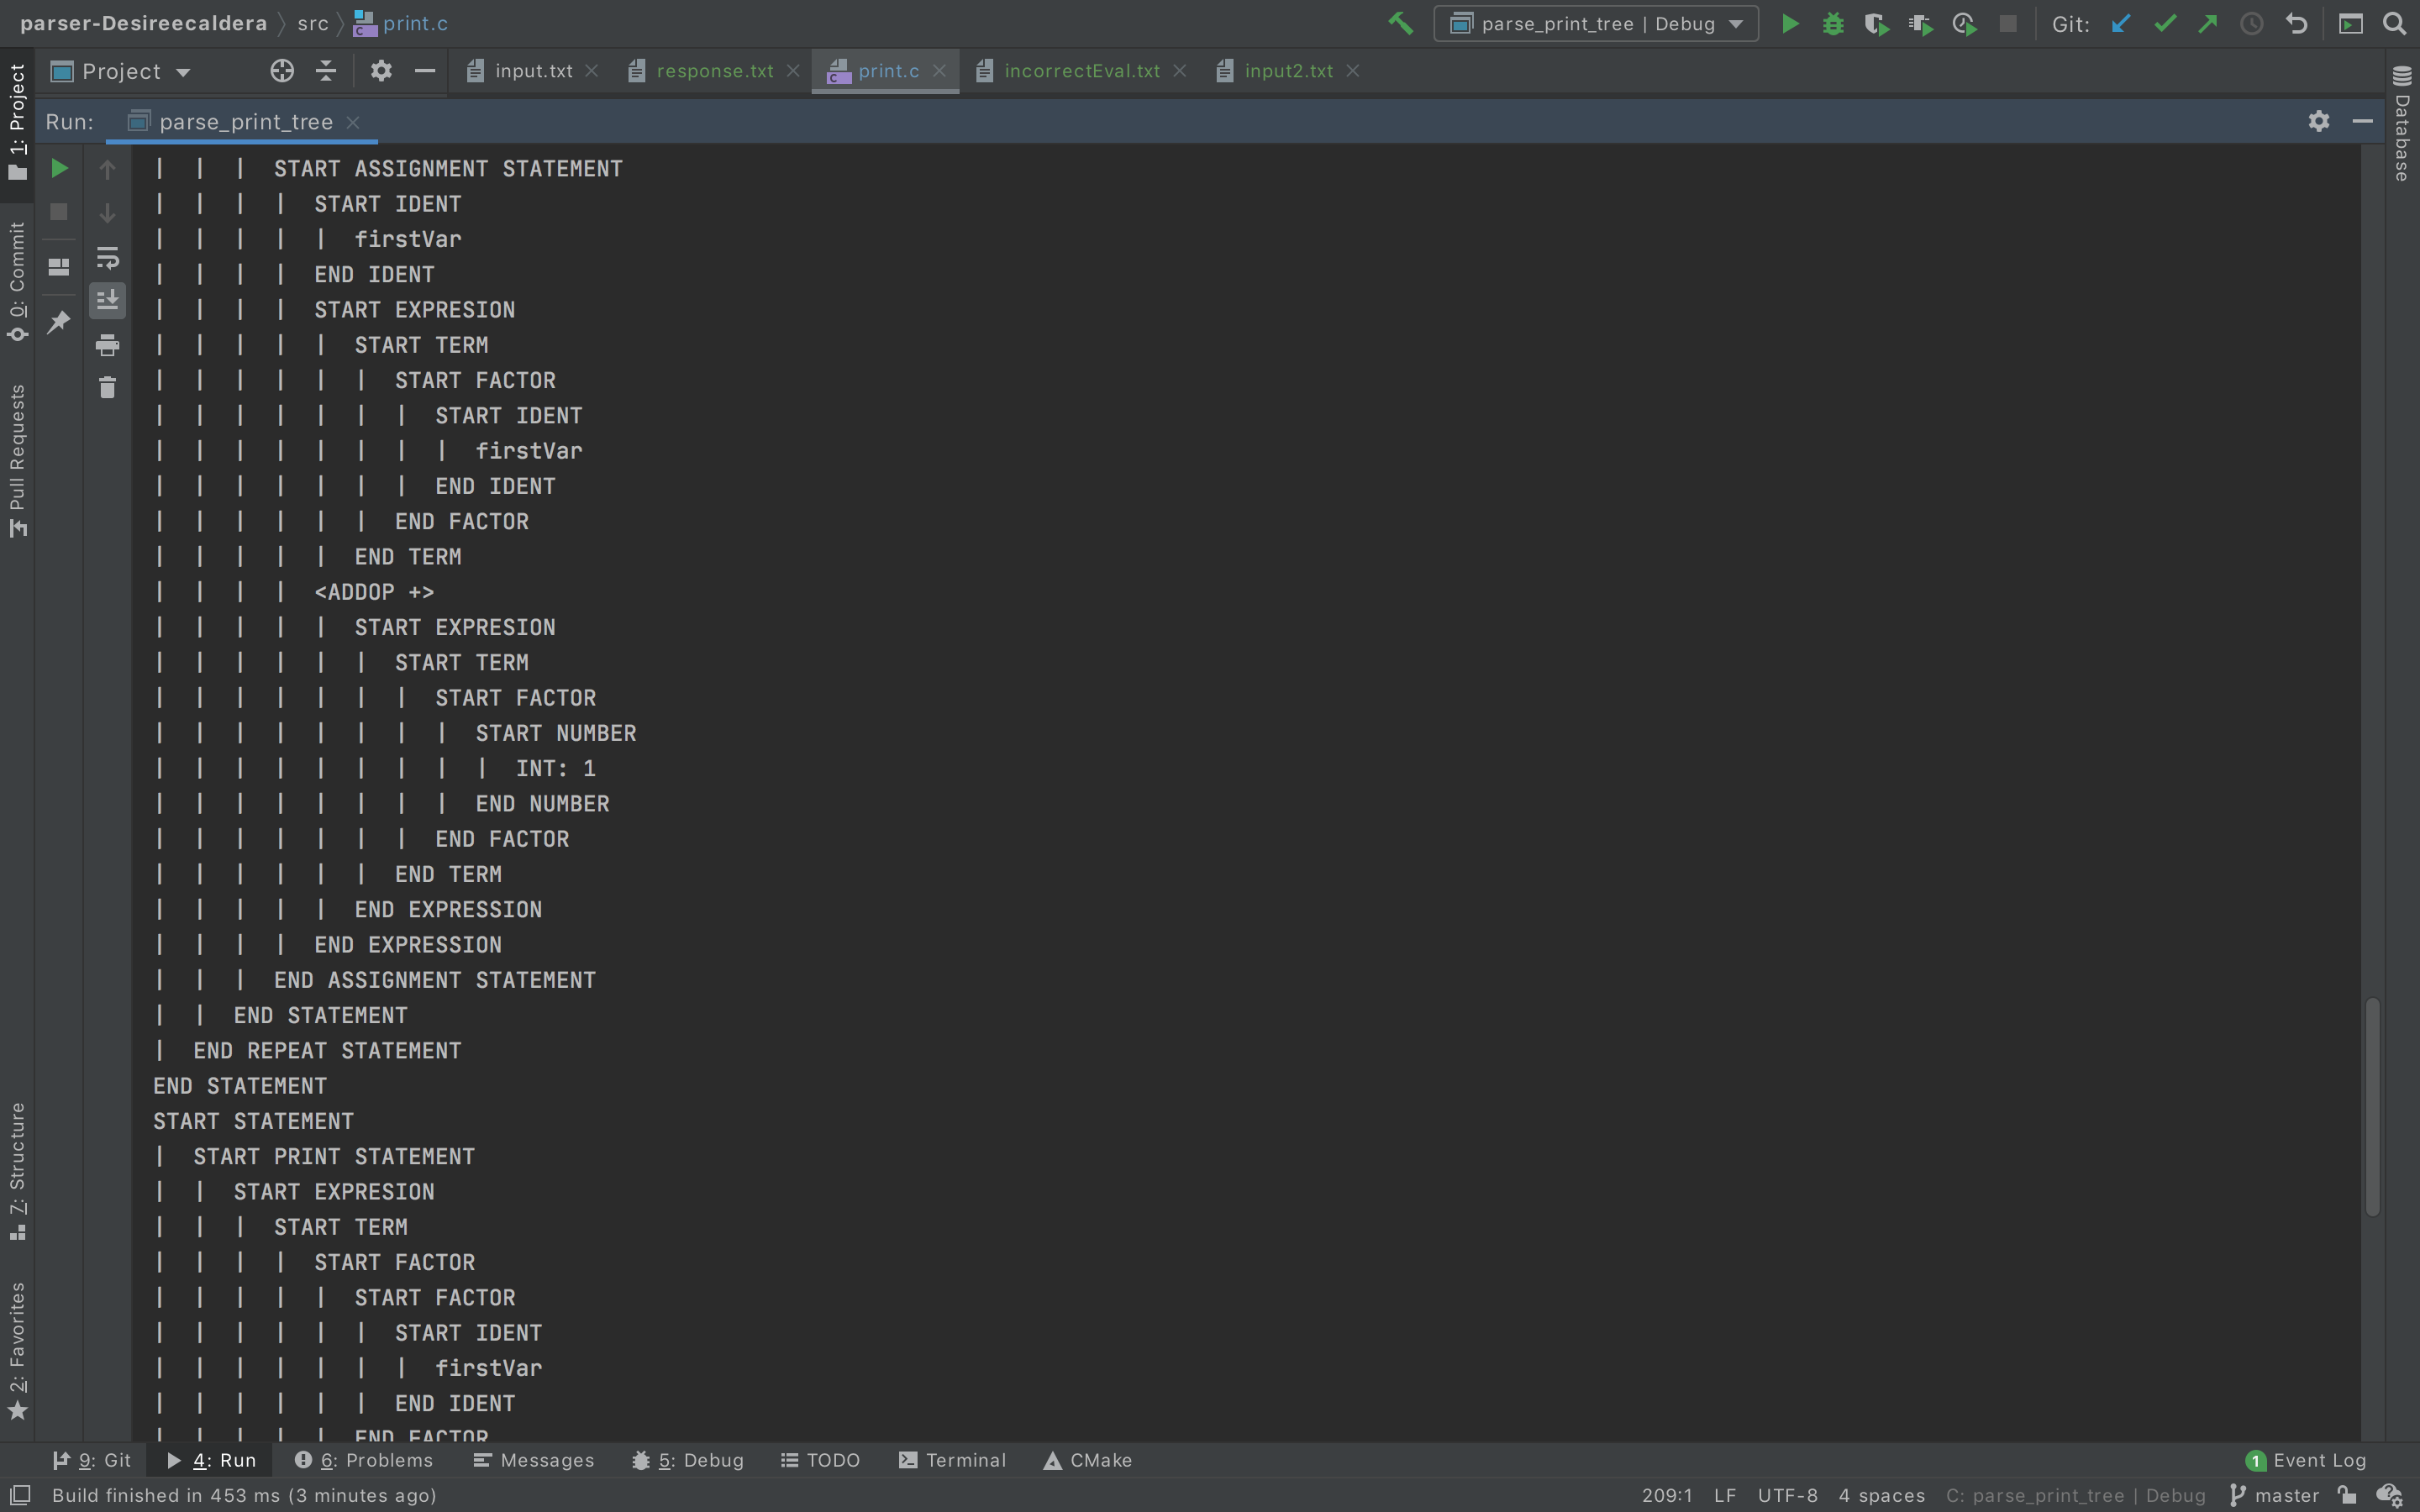 parser-Desireecaldera src print.c parse_print_tree | Debug Git:
Project input.txt response.txt print.c incorrectEval.txt input2.txt
Run: parse_print_tree
1: Project
0: Commit
Pull Requests
7: Structure
2: Favorites
Database
| | | START ASSIGNMENT STATEMENT
| | | | START IDENT
| | | | | firstVar
| | | | END IDENT
| | | | START EXPRESION
| | | | | START TERM
| | | | | | START FACTOR
| | | | | | | START IDENT
| | | | | | | | firstVar
| | | | | | | END IDENT
| | | | | | END FACTOR
| | | | | END TERM
| | | | <ADDOP +>
| | | | | START EXPRESION
| | | | | | START TERM
| | | | | | | START FACTOR
| | | | | | | | START NUMBER
| | | | | | | | | INT: 1
| | | | | | | | END NUMBER
| | | | | | | END FACTOR
| | | | | | END TERM
| | | | | END EXPRESSION
| | | | END EXPRESSION
| | | END ASSIGNMENT STATEMENT
| | END STATEMENT
| END REPEAT STATEMENT
END STATEMENT
START STATEMENT
| START PRINT STATEMENT
| | START EXPRESION
| | | START TERM
| | | | START FACTOR
| | | | | START FACTOR
| | | | | | START IDENT
| | | | | | | firstVar
| | | | | | END IDENT
| | | | | END FACTOR
9: Git 4: Run 6: Problems Messages 5: Debug TODO Terminal CMake 1 Event Log
Build finished in 453 ms (3 minutes ago) 209:1 LF UTF-8 4 spaces C: parse_print_tree | Debug master